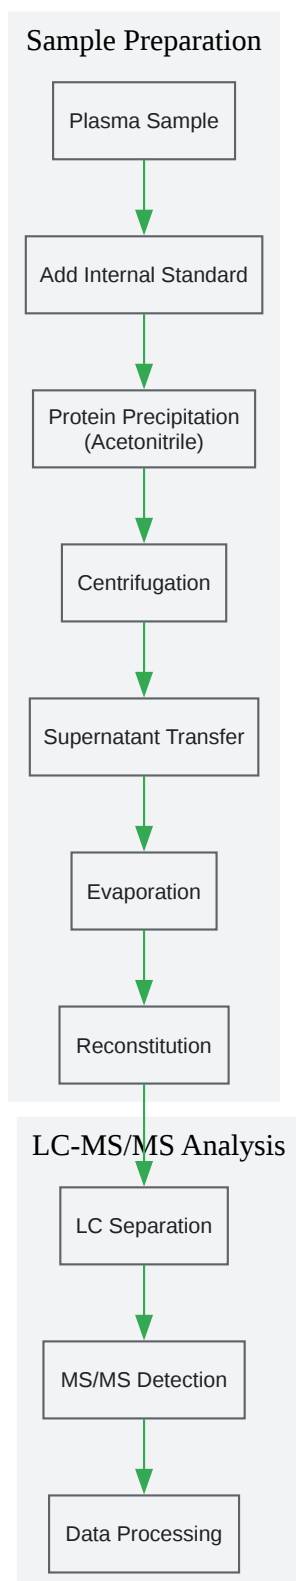 Sample Preparation
Plasma Sample
Add Internal Standard
Protein Precipitation
(Acetonitrile)
Centrifugation
Supernatant Transfer
Evaporation
Reconstitution
LC-MS/MS Analysis
LC Separation
MS/MS Detection
Data Processing